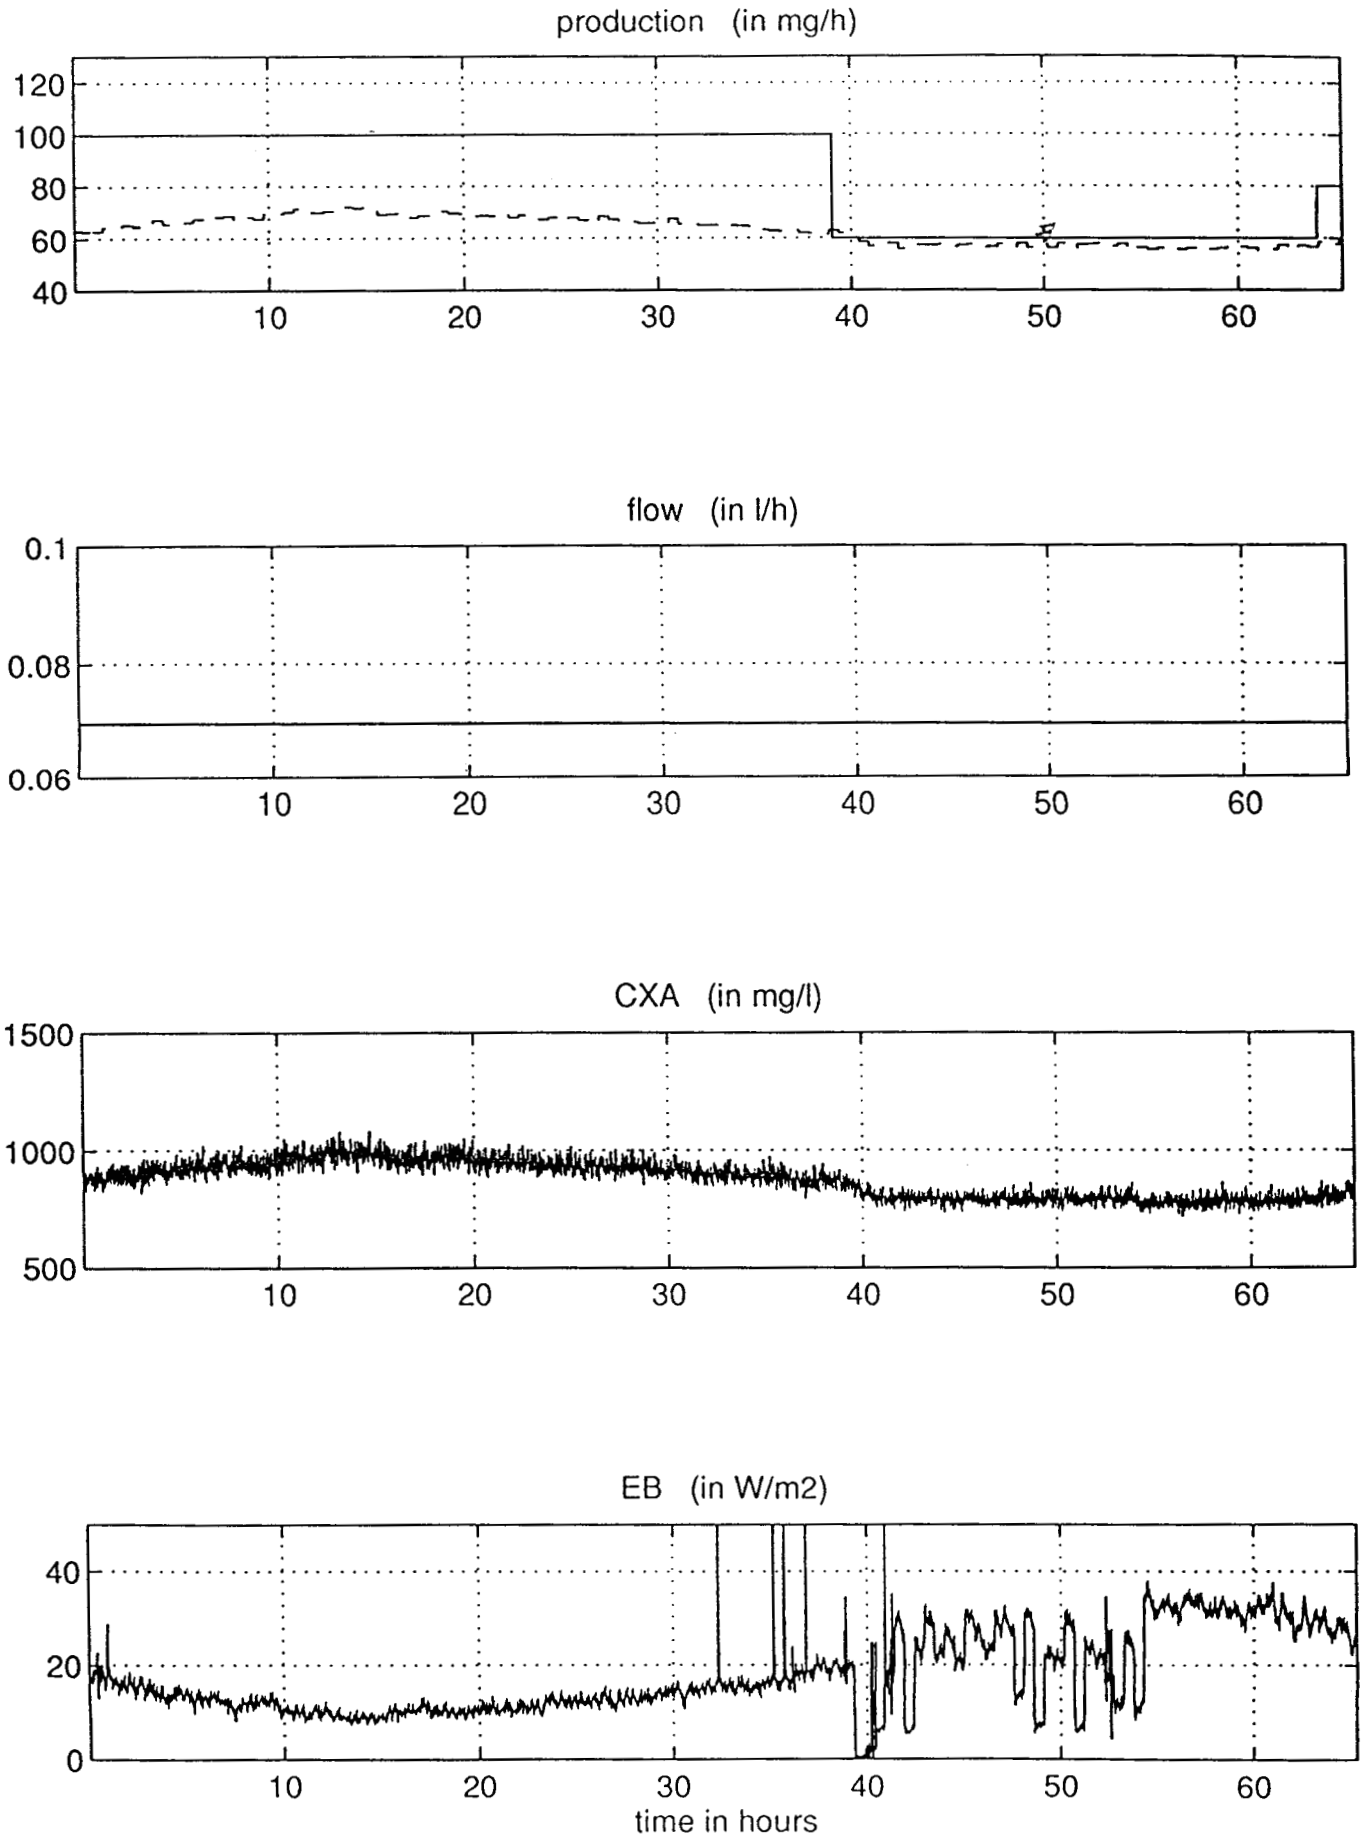 production (in mg/h)
120
100
80
60
40
10 20 30 40 50 60
flow (in l/h)
0.1
0.08
0.06
10 20 30 40 50 60
CXA (in mg/l)
1500
1000
500
10 20 30 40 50 60
EB (in W/m2)
40
20
0
10 20 30 40 50 60
time in hours